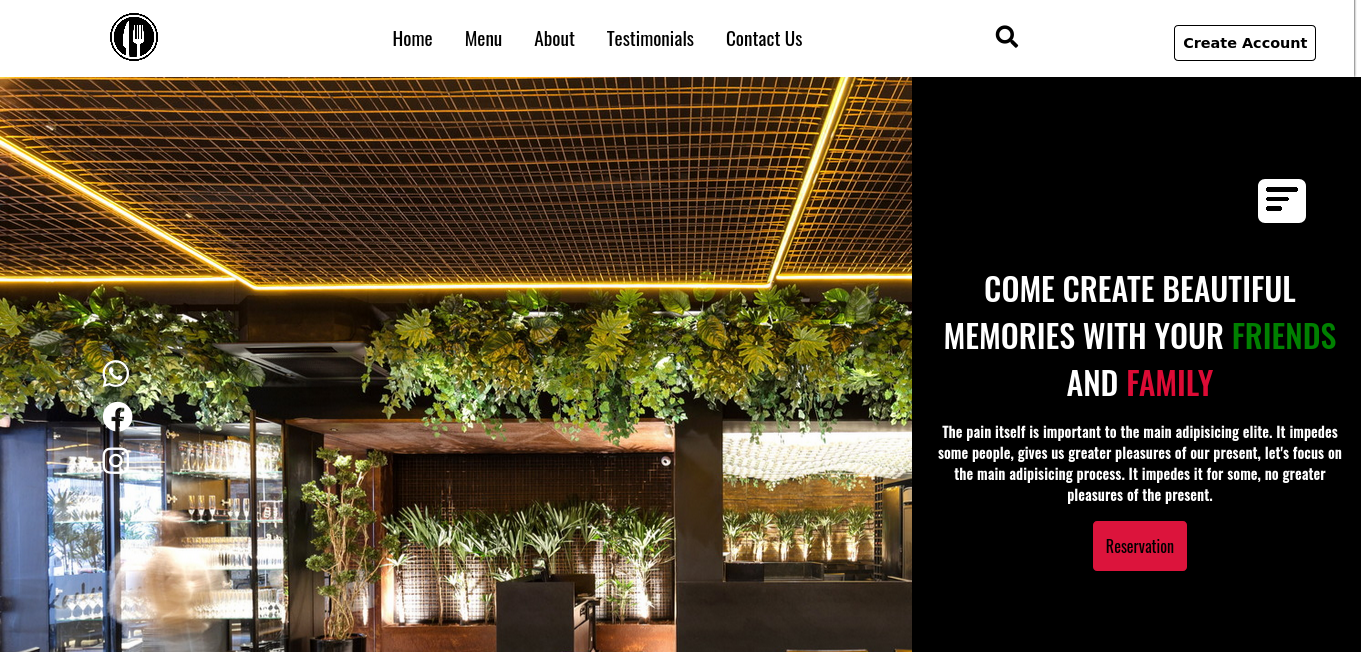 Home Menu About Testimonials Contact Us Create Account
COME CREATE BEAUTIFUL
MEMORIES WITH YOUR FRIENDS
AND FAMILY
The pain itself is important to the main adipisicing elite. It impedes
some people, gives us greater pleasures of our present, let's focus on
the main adipisicing process. It impedes it for some, no greater
pleasures of the present.
Reservation